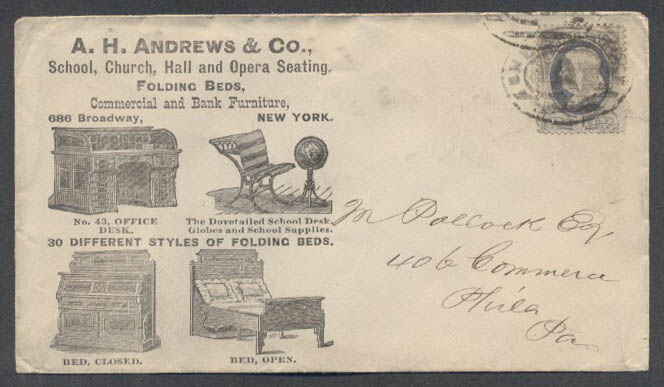 A. H. ANDREWS & CO.,
School, Church, Hall and Opera Seating.
FOLDING BEDS,
Commercial and Bank Furniture,
686 Broadway, NEW YORK.
No. 43, OFFICE DESK.
The Dovetailed School Desk
Globes and School Supplies.
30 DIFFERENT STYLES OF FOLDING BEDS.
BED, CLOSED.
BED, OPEN.
M Pollock Esq
406 Commerce
Phila
Pa